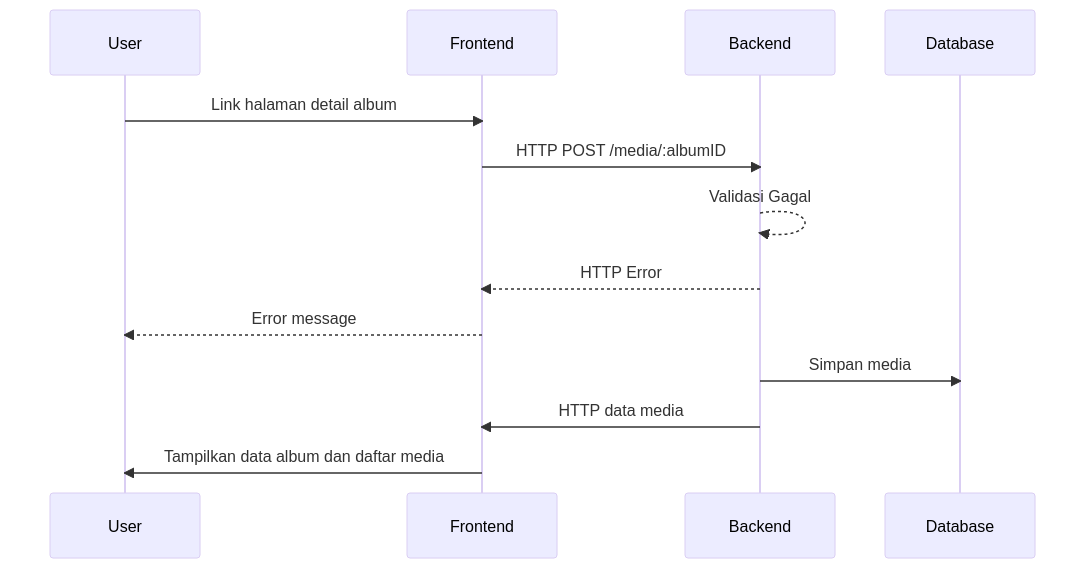 User
Frontend
Backend
Database
Link halaman detail album
HTTP POST /media/:albumID
Validasi Gagal
HTTP Error
Error message
Simpan media
HTTP data media
Tampilkan data album dan daftar media
User
Frontend
Backend
Database